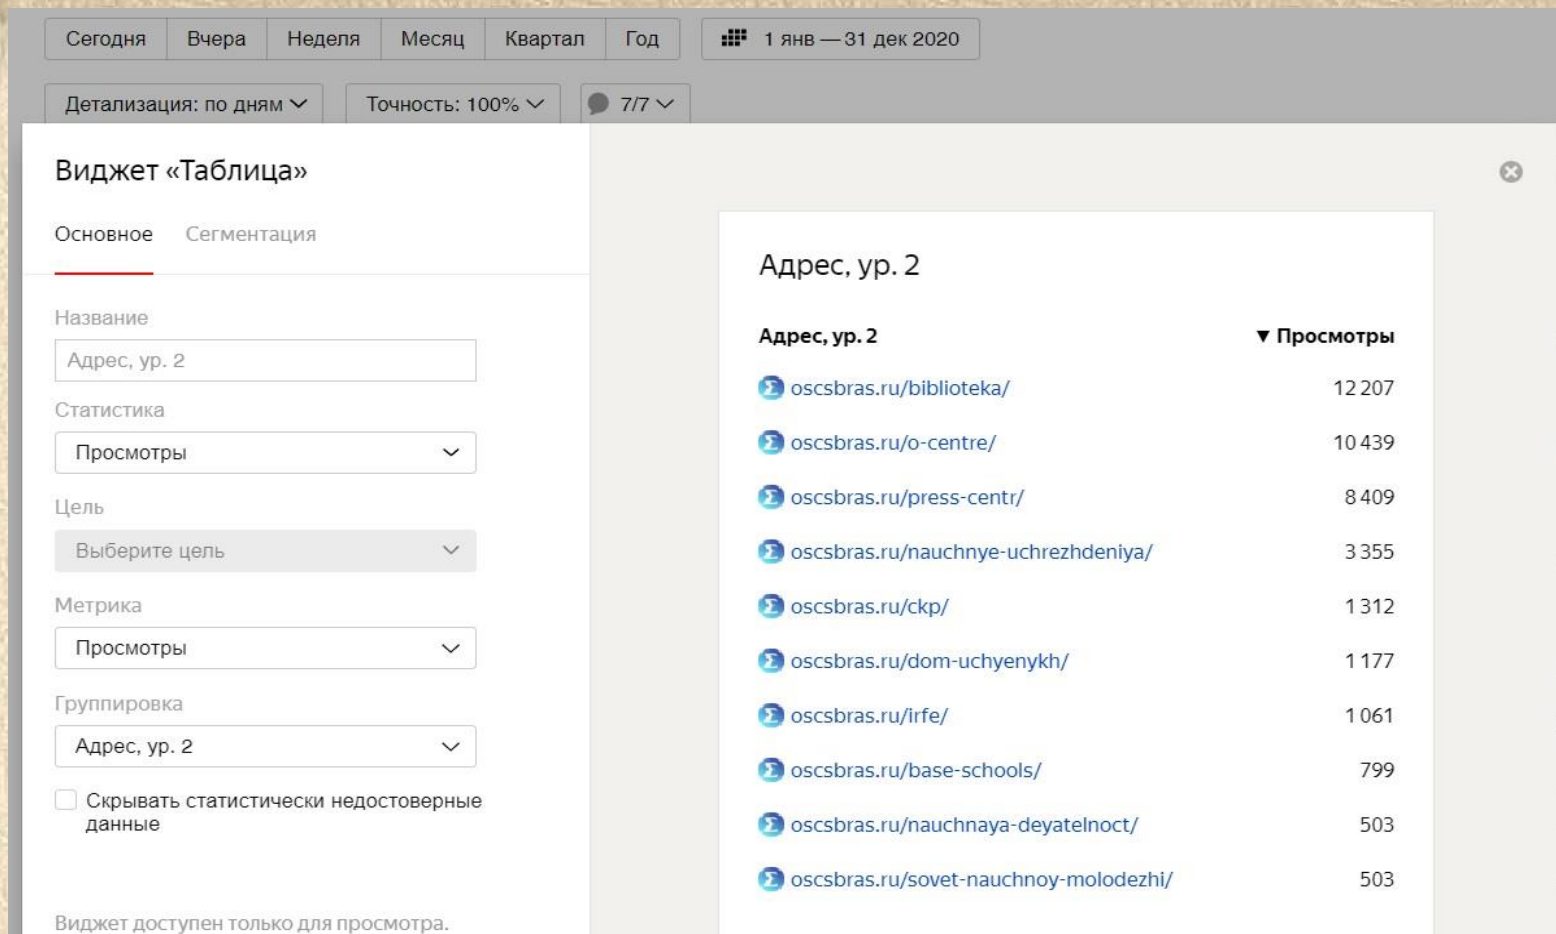 Сегодня Вчера Неделя Месяц Квартал Год 1 янв — 31 дек 2020
Детализация: по дням Точность: 100% 7/7
Виджет «Таблица»
Основное Сегментация
Название
Адрес, ур. 2
Статистика
Просмотры
Цель
Выберите цель
Метрика
Просмотры
Группировка
Адрес, ур. 2
Скрывать статистически недостоверные
данные
Виджет доступен только для просмотра.
Адрес, ур. 2
Адрес, ур. 2 ▼ Просмотры
oscsbras.ru/biblioteka/ 12 207
oscsbras.ru/o-centre/ 10 439
oscsbras.ru/press-centr/ 8 409
oscsbras.ru/nauchnye-uchrezhdeniya/ 3 355
oscsbras.ru/ckp/ 1 312
oscsbras.ru/dom-uchyenykh/ 1 177
oscsbras.ru/irfe/ 1 061
oscsbras.ru/base-schools/ 799
oscsbras.ru/nauchnaya-deyatelnoct/ 503
oscsbras.ru/sovet-nauchnoy-molodezhi/ 503